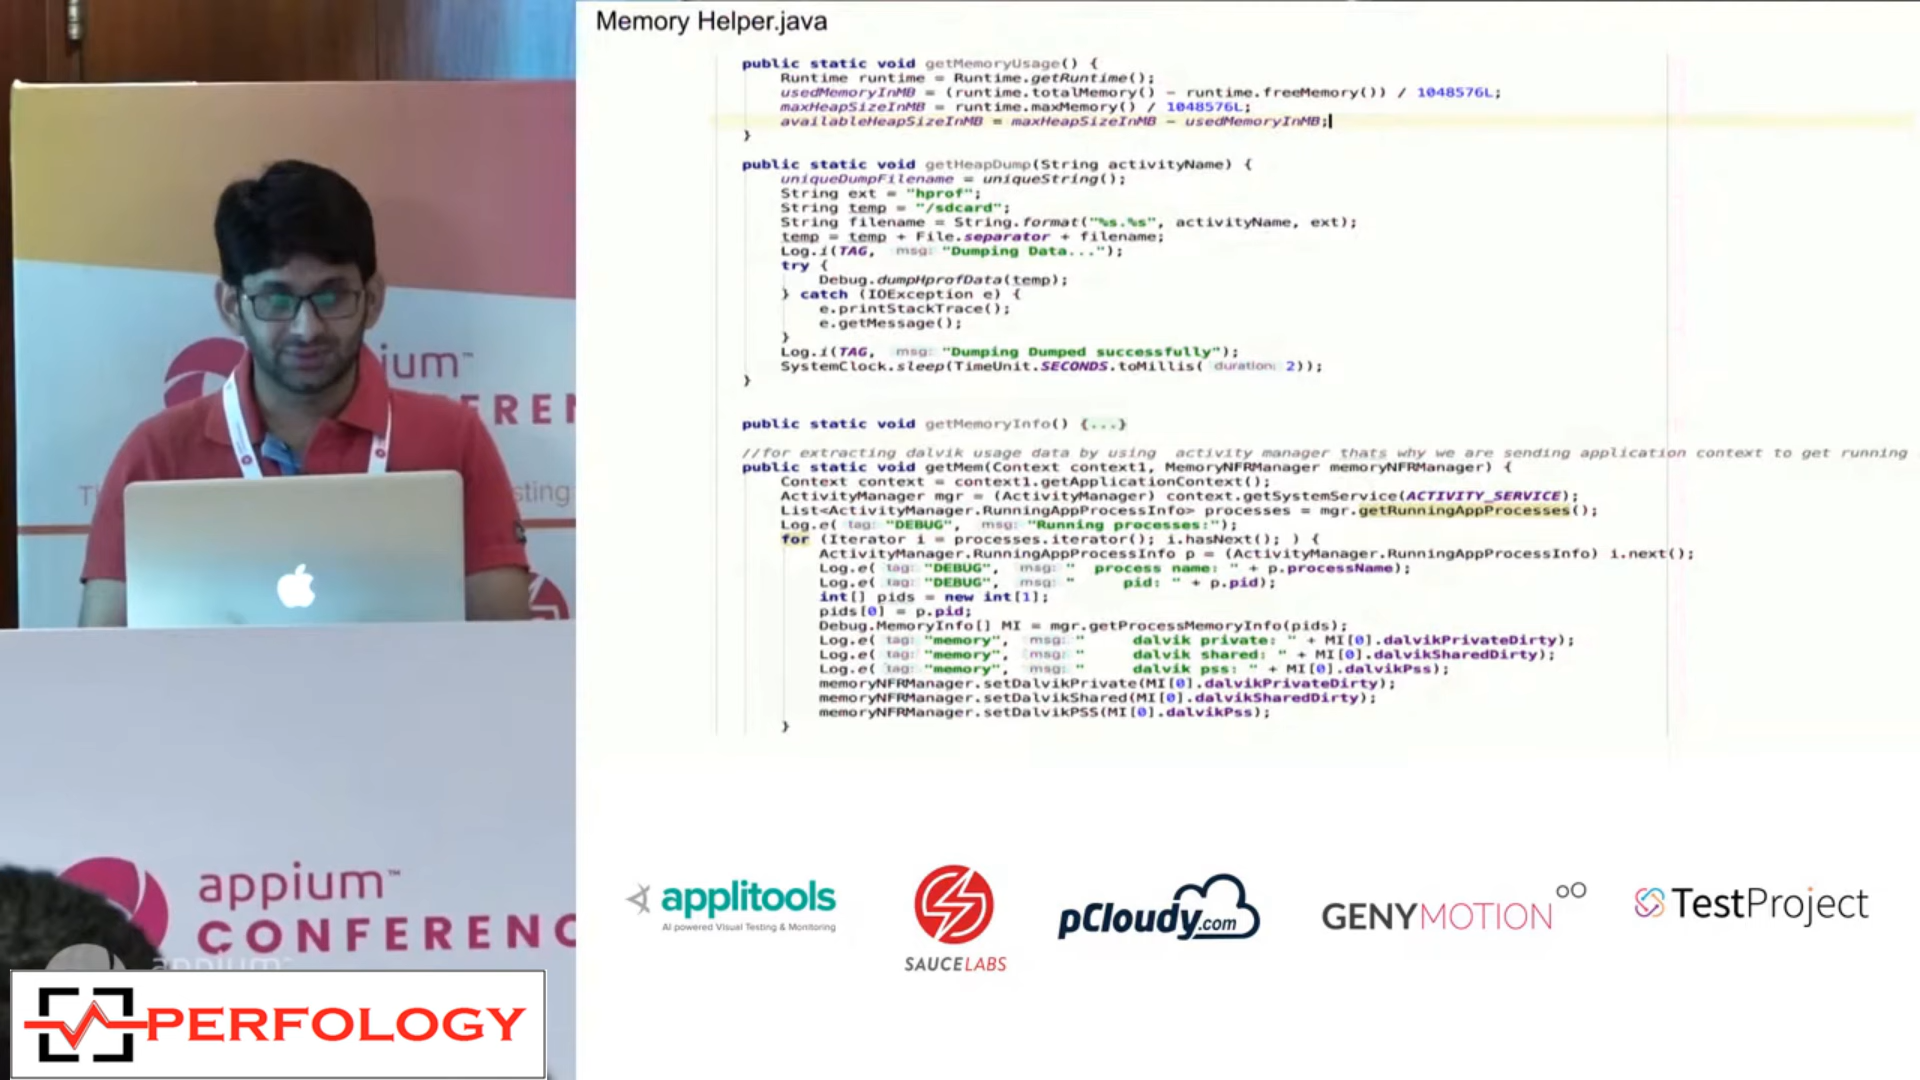 Memory Helper.java
public static void getMemoryUsage() {
Runtime runtime = Runtime.getRuntime();
usedMemoryInMB = (runtime.totalMemory() - runtime.freeMemory()) / 1048576L;
maxHeapSizeInMB = runtime.maxMemory() / 1048576L;
availableHeapSizeInMB = maxHeapSizeInMB - usedMemoryInMB;
}
public static void getHeapDump(String activityName) {
uniqueDumpFilename = uniqueString();
String ext = "hprof";
String temp = "/sdcard";
String filename = String.format("%s.%s", activityName, ext);
temp = temp + File.separator + filename;
Log.i(TAG, msg: "Dumping Data...");
try {
Debug.dumpHprofData(temp);
} catch (IOException e) {
e.printStackTrace();
e.getMessage();
}
Log.i(TAG, msg: "Dumping Dumped successfully");
SystemClock.sleep(TimeUnit.SECONDS.toMillis( duration: 2));
}
public static void getMemoryInfo() {...}
//for extracting dalvik usage data by using activity manager thats why we are sending application context to get running
public static void getMem(Context context1, MemoryNFRManager memoryNFRManager) {
Context context = context1.getApplicationContext();
ActivityManager mgr = (ActivityManager) context.getSystemService(ACTIVITY_SERVICE);
List<ActivityManager.RunningAppProcessInfo> processes = mgr.getRunningAppProcesses();
Log.e( tag: "DEBUG", msg: "Running processes:");
for (Iterator i = processes.iterator(); i.hasNext(); ) {
ActivityManager.RunningAppProcessInfo p = (ActivityManager.RunningAppProcessInfo) i.next();
Log.e( tag: "DEBUG", msg: " process name: " + p.processName);
Log.e( tag: "DEBUG", msg: " pid: " + p.pid);
int[] pids = new int[1];
pids[0] = p.pid;
Debug.MemoryInfo[] MI = mgr.getProcessMemoryInfo(pids);
Log.e( tag: "memory", msg: " dalvik private: " + MI[0].dalvikPrivateDirty);
Log.e( tag: "memory", msg: " dalvik shared: " + MI[0].dalvikSharedDirty);
Log.e( tag: "memory", msg: " dalvik pss: " + MI[0].dalvikPss);
memoryNFRManager.setDalvikPrivate(MI[0].dalvikPrivateDirty);
memoryNFRManager.setDalvikShared(MI[0].dalvikSharedDirty);
memoryNFRManager.setDalvikPSS(MI[0].dalvikPss);
}
ium™
EREN
sting
appium™
CONFERENC
appium™
PERFOLOGY
applitools
AI powered Visual Testing & Monitoring
SAUCELABS
pCloudy.com
GENYMOTION
TestProject